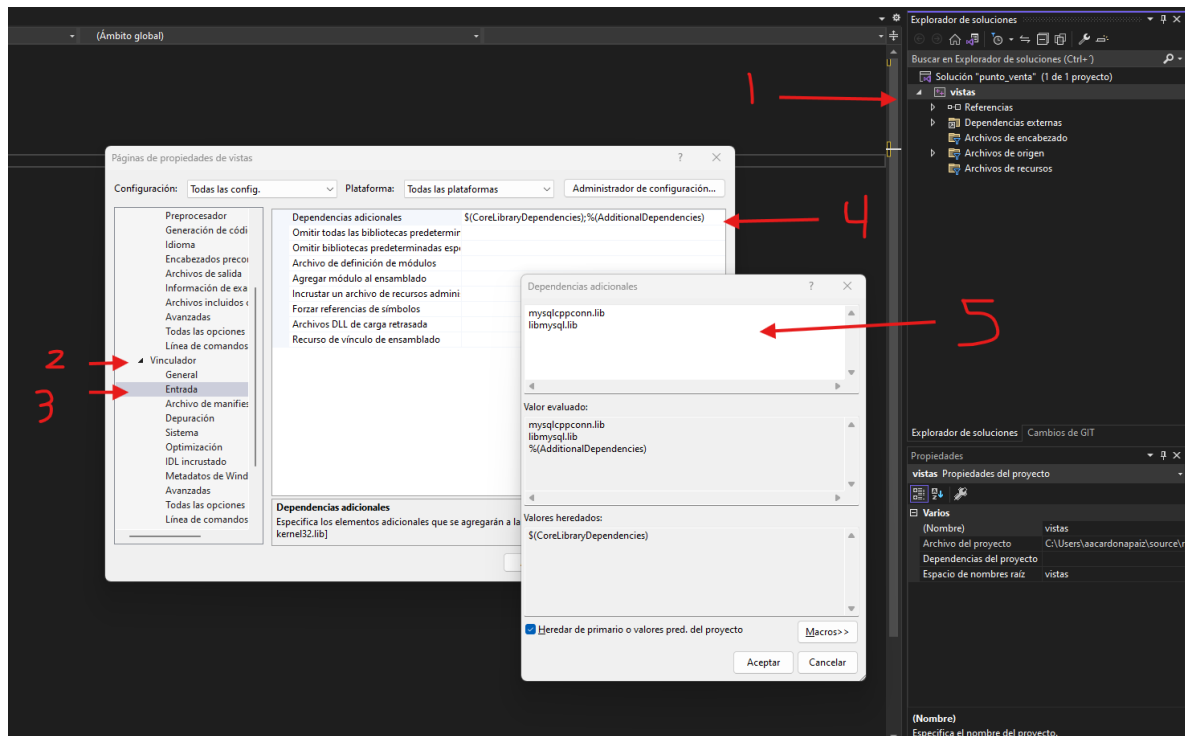 (Ámbito global)
Explorador de soluciones
Buscar en Explorador de soluciones (Ctrl+´)
Solución "punto_venta" (1 de 1 proyecto)
vistas
Referencias
Dependencias externas
Archivos de encabezado
Archivos de origen
Archivos de recursos
1
Páginas de propiedades de vistas
? X
Configuración: Todas las config. Plataforma: Todas las plataformas Administrador de configuración...
Preprocesador
Generación de códi
Idioma
Encabezados preco
Archivos de salida
Información de exa
Archivos incluidos
Avanzadas
Todas las opciones
Línea de comandos
2
Vinculador
General
3
Entrada
Archivo de manifies
Depuración
Sistema
Optimización
IDL incrustado
Metadatos de Wind
Avanzadas
Todas las opciones
Línea de comandos
Dependencias adicionales $(CoreLibraryDependencies);%(AdditionalDependencies)
4
Omitir todas las bibliotecas predetermin
Omitir bibliotecas predeterminadas espe
Archivo de definición de módulos
Agregar módulo al ensamblado
Incrustar un archivo de recursos admini
Forzar referencias de símbolos
Archivos DLL de carga retrasada
Recurso de vínculo de ensamblado
Dependencias adicionales
Especifica los elementos adicionales que se agregarán a la
kernel32.lib]
Dependencias adicionales
? X
mysqlcppconn.lib
libmysql.lib
5
Valor evaluado:
mysqlcppconn.lib
libmysql.lib
%(AdditionalDependencies)
Valores heredados:
$(CoreLibraryDependencies)
Heredar de primario o valores pred. del proyecto
Macros>>
Aceptar Cancelar
Explorador de soluciones Cambios de GIT
Propiedades
vistas Propiedades del proyecto
Varios
(Nombre) vistas
Archivo del proyecto C:\Users\aacardonapaiz\source\r
Dependencias del proyecto
Espacio de nombres raíz vistas
(Nombre)
Especifica el nombre del proyecto.